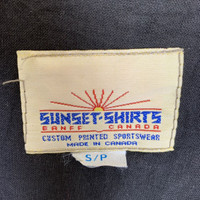 SUNSET-SHIRTS
BANFF CANADA
CUSTOM PRINTED SPORTSWEAR
MADE IN CANADA
S/P